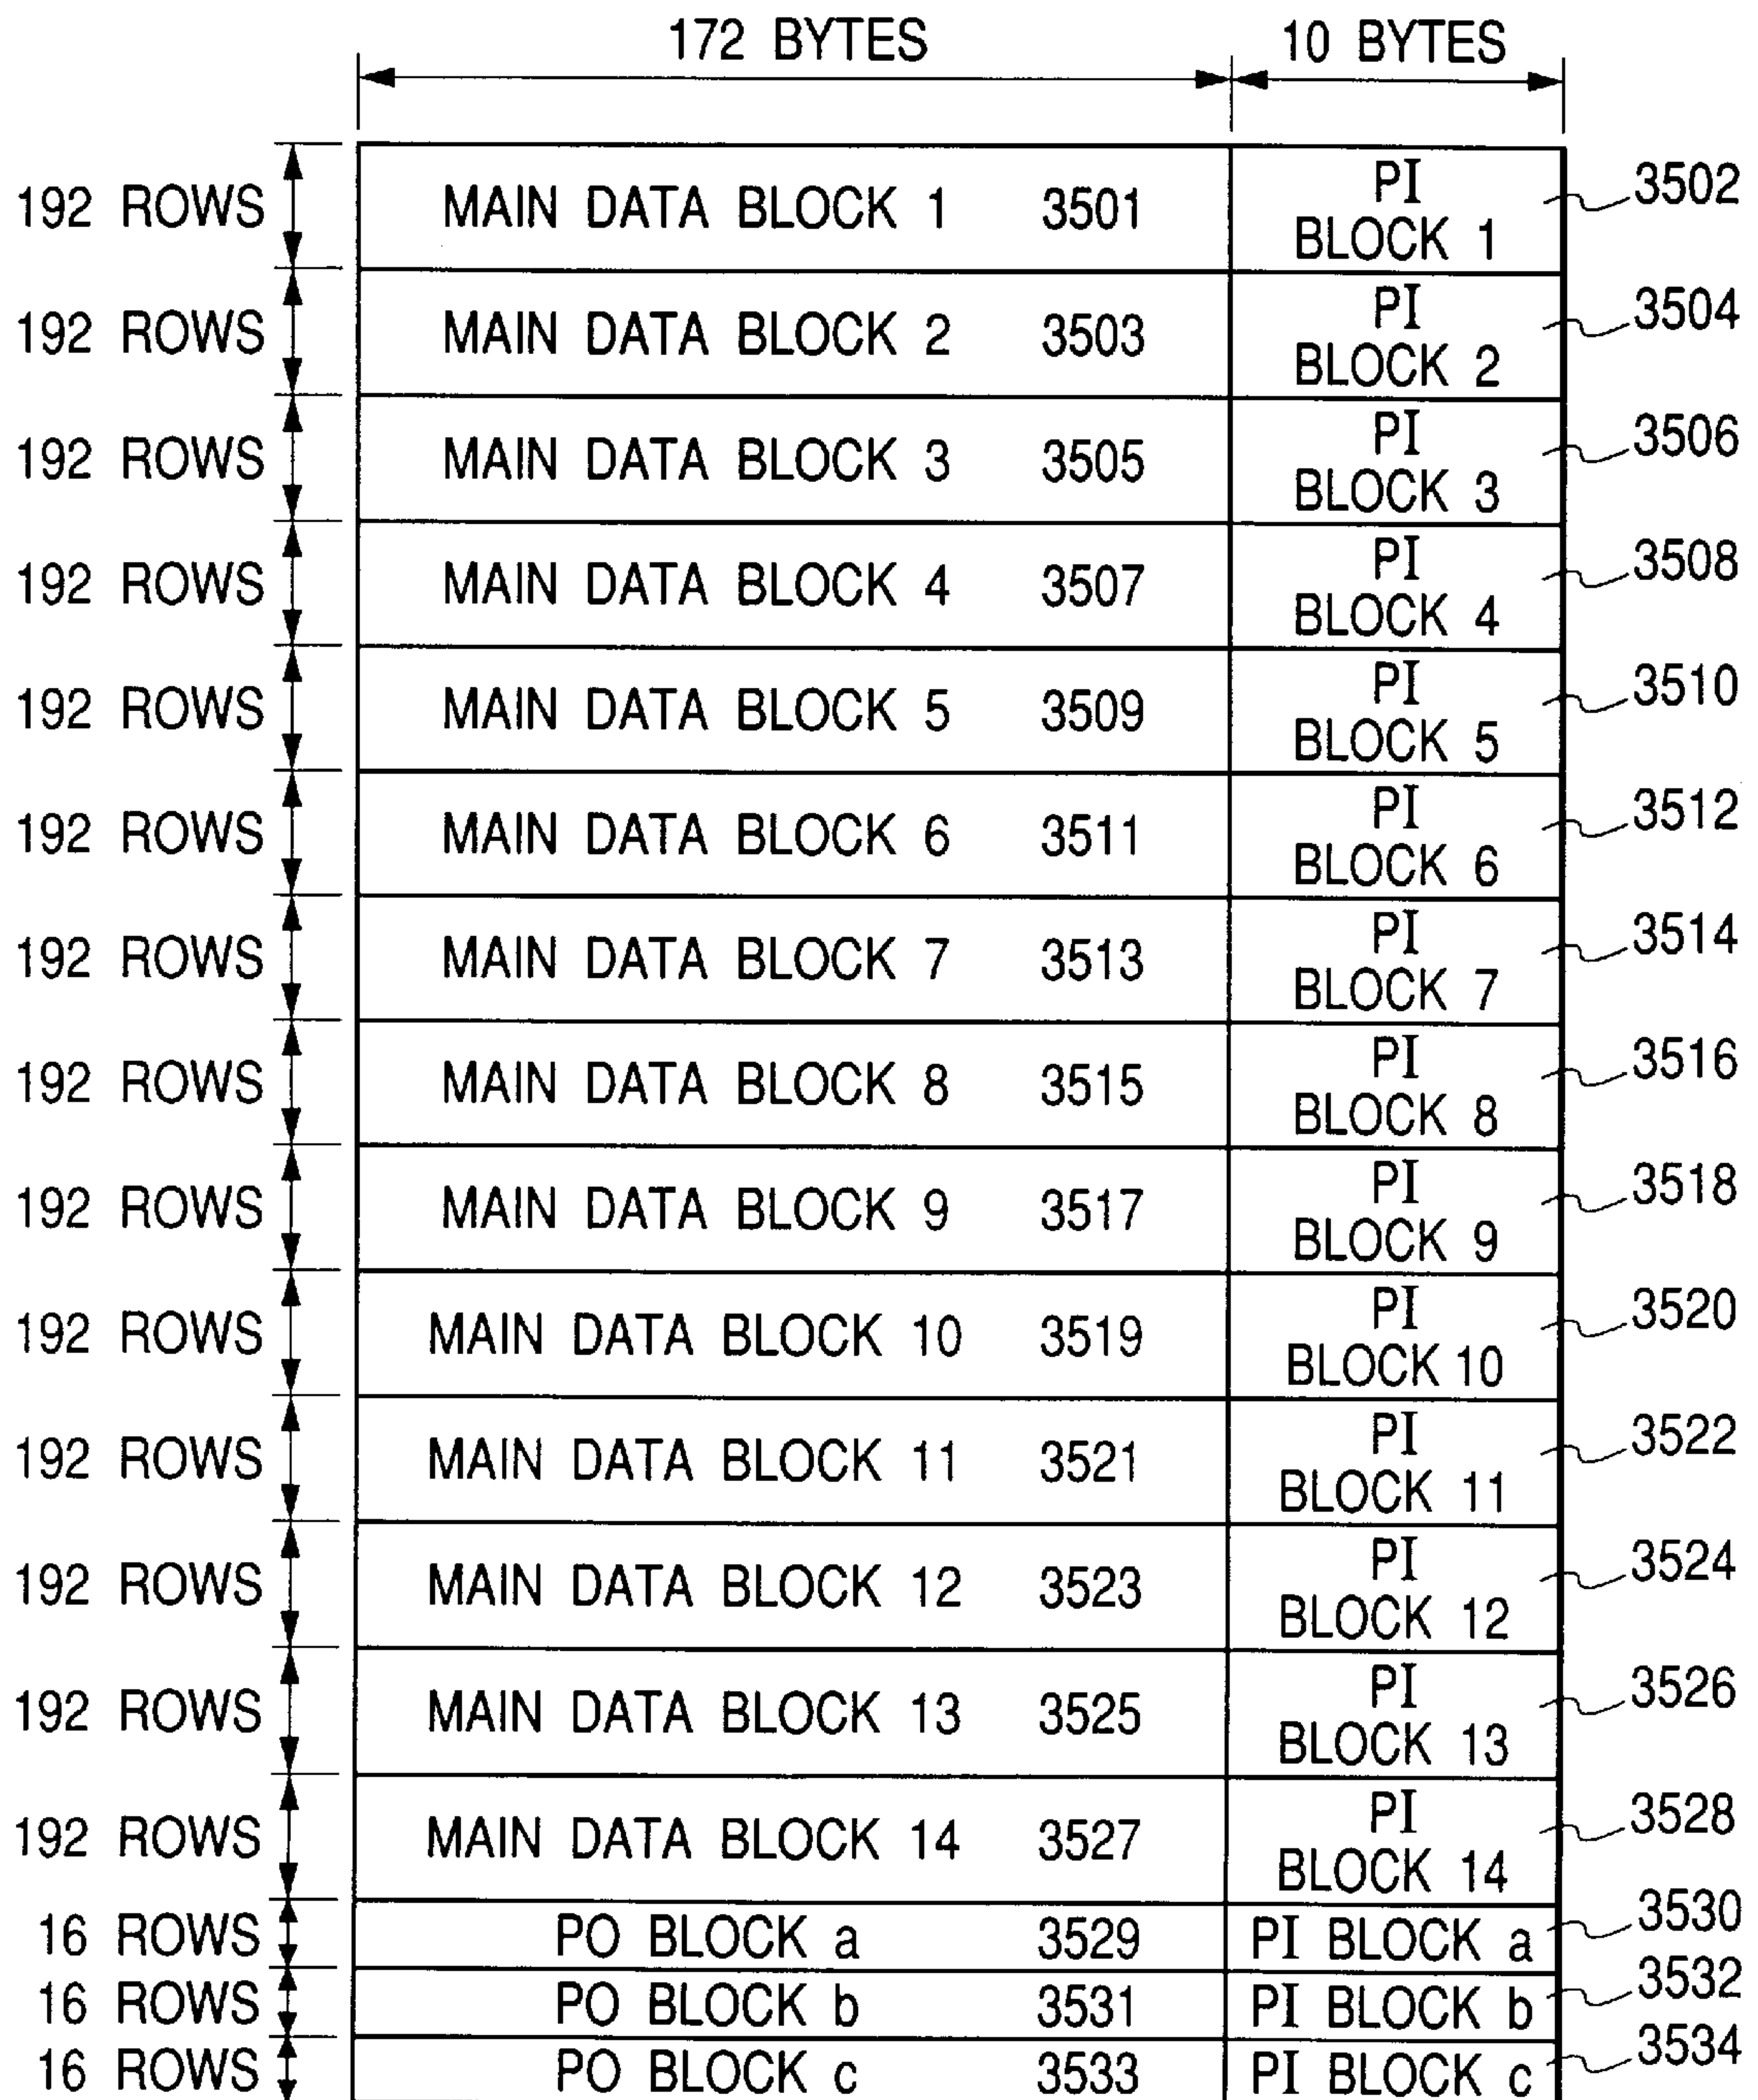 172 BYTES 10 BYTES
192 ROWS MAIN DATA BLOCK 1 3501 PI BLOCK 1 3502
192 ROWS MAIN DATA BLOCK 2 3503 PI BLOCK 2 3504
192 ROWS MAIN DATA BLOCK 3 3505 PI BLOCK 3 3506
192 ROWS MAIN DATA BLOCK 4 3507 PI BLOCK 4 3508
192 ROWS MAIN DATA BLOCK 5 3509 PI BLOCK 5 3510
192 ROWS MAIN DATA BLOCK 6 3511 PI BLOCK 6 3512
192 ROWS MAIN DATA BLOCK 7 3513 PI BLOCK 7 3514
192 ROWS MAIN DATA BLOCK 8 3515 PI BLOCK 8 3516
192 ROWS MAIN DATA BLOCK 9 3517 PI BLOCK 9 3518
192 ROWS MAIN DATA BLOCK 10 3519 PI BLOCK 10 3520
192 ROWS MAIN DATA BLOCK 11 3521 PI BLOCK 11 3522
192 ROWS MAIN DATA BLOCK 12 3523 PI BLOCK 12 3524
192 ROWS MAIN DATA BLOCK 13 3525 PI BLOCK 13 3526
192 ROWS MAIN DATA BLOCK 14 3527 PI BLOCK 14 3528
16 ROWS PO BLOCK a 3529 PI BLOCK a 3530
16 ROWS PO BLOCK b 3531 PI BLOCK b 3532
16 ROWS PO BLOCK c 3533 PI BLOCK c 3534